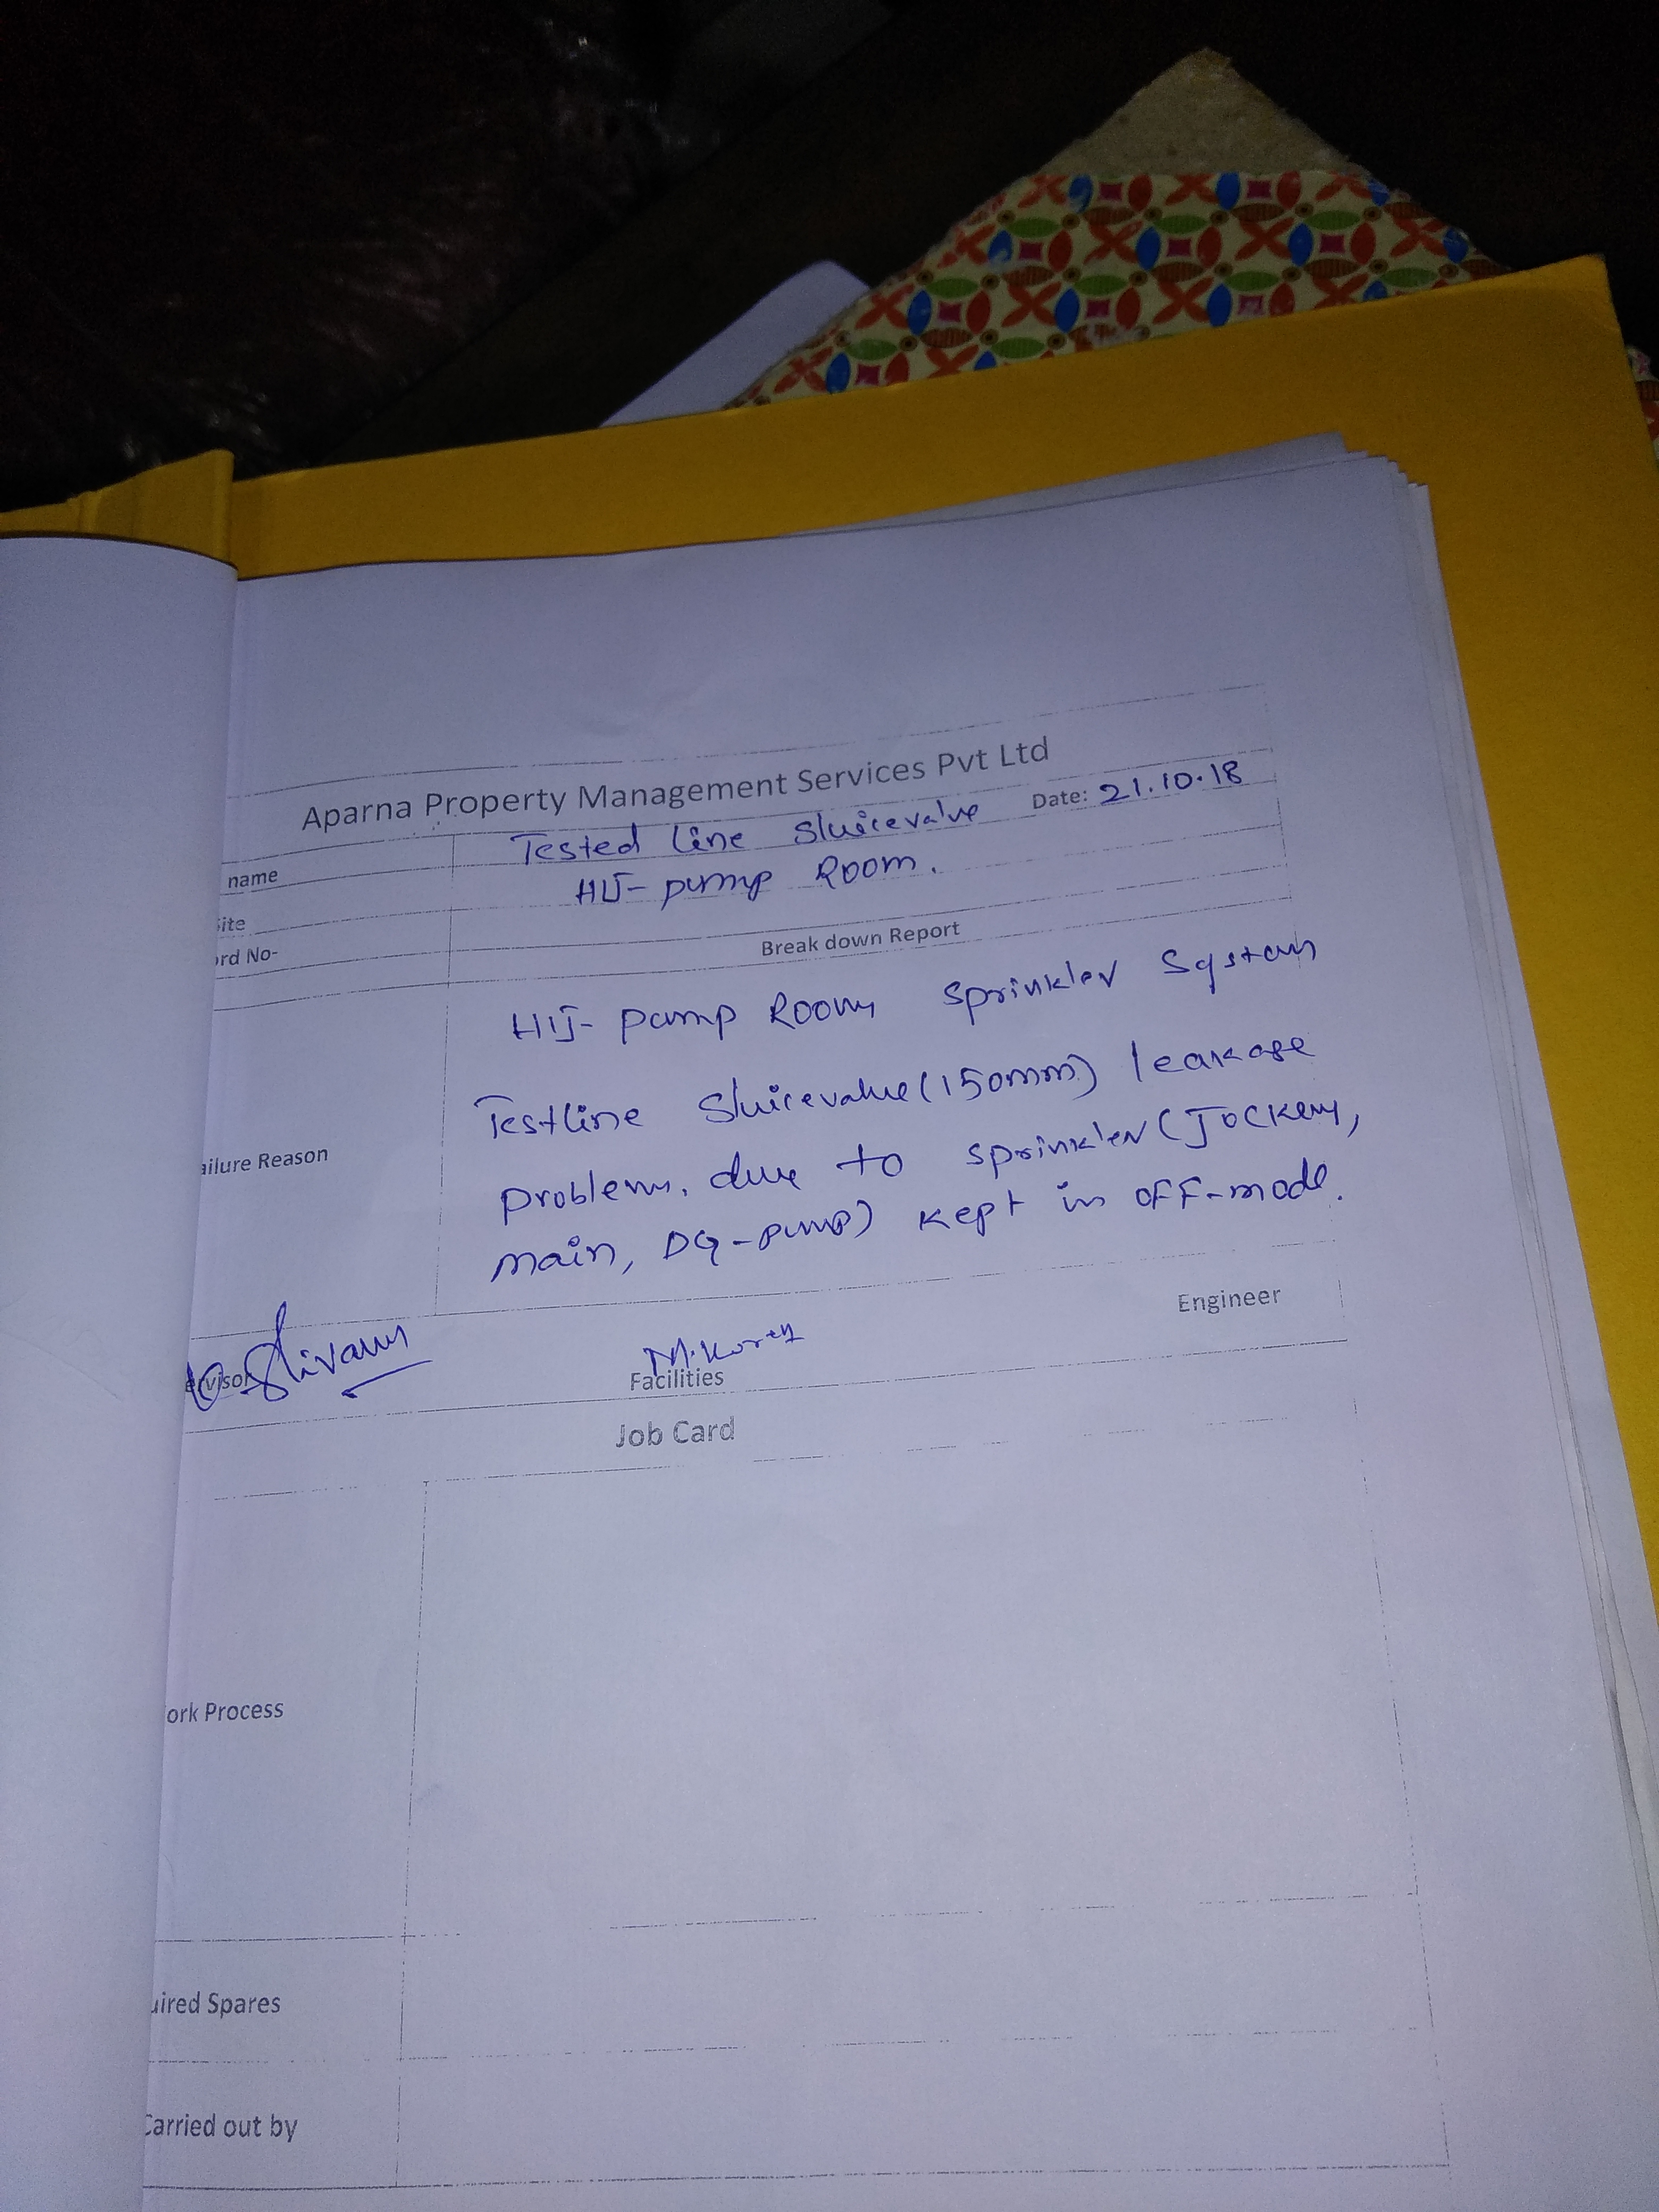 Aparna Property Management Services Pvt Ltd
name Tested line Sluicevalve Date: 21.10.18
ite HIJ- pump Room.
rd No-
Break down Report
HIJ- pump Room sprinkler System
Testline Sluicevalve (150mm) leakage
ailure Reason
problem, due to sprinkler (Jockey,
main, DG-pump) kept in OFF-mode.
Shivam
ervisor
Facilities
Engineer
Job Card
ork Process
uired Spares
Carried out by